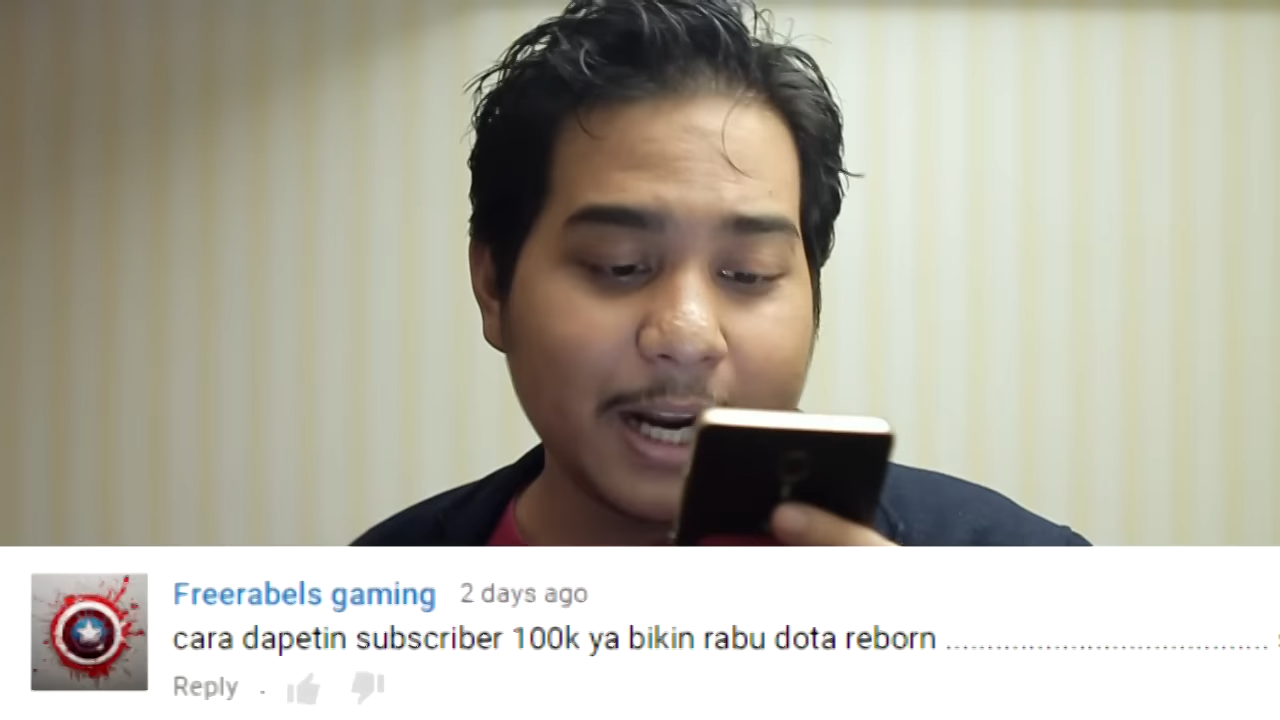 Freerabels gaming 2 days ago
cara dapetin subscriber 100k ya bikin rabu dota reborn ........................................
Reply .